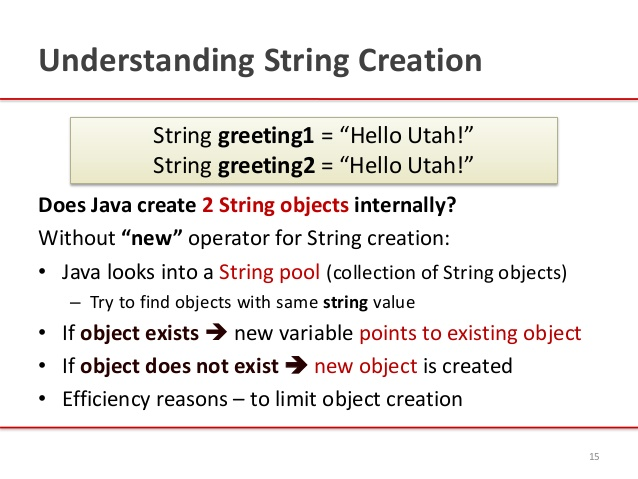 Understanding String Creation
String greeting1 = “Hello Utah!”
String greeting2 = “Hello Utah!”
Does Java create 2 String objects internally?
Without “new” operator for String creation:
• Java looks into a String pool (collection of String objects)
– Try to find objects with same string value
• If object exists ➔ new variable points to existing object
• If object does not exist ➔ new object is created
• Efficiency reasons – to limit object creation
15